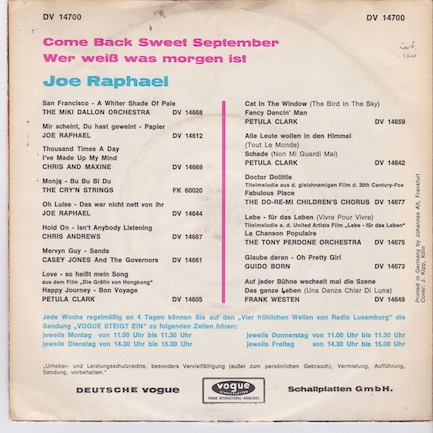 DV 14700
DV 14700
Come Back Sweet September
Wer weiß was morgen ist
Joe Raphael
San Francisco - A Whiter Shade Of Pale
THE MIKI DALLON ORCHESTRA DV 14668
Mir scheint, Du hast geweint - Papier
JOE RAPHAEL DV 14612
Thousand Times A Day
I've Made Up My Mind
CHRIS AND MAXINE DV 14669
Monja - Bu Bu Bi Du
THE CRY'N STRINGS FK 60020
Oh Luise - Das war nicht nett von ihr
JOE RAPHAEL DV 14644
Hold On - Isn't Anybody Listening
CHRIS ANDREWS DV 14667
Mervyn Guy - Sands
CASEY JONES And The Governors DV 14661
Love - so heißt mein Song
aus dem Film „Die Gräfin von Hongkong"
Happy Journey - Bon Voyage
PETULA CLARK DV 14605
Cat In The Window (The Bird In The Sky)
Fancy Dancin' Man
PETULA CLARK DV 14659
Alle Leute wollen in den Himmel
(Tout Le Monde)
Schade (Non Mi Guardi Mai)
PETULA CLARK DV 14642
Doctor Dolittle
Titelmelodie aus d. gleichnamigen Film d. 20th Century-Fox
Fabulous Place
THE DO-RE-MI CHILDREN'S CHORUS DV 14677
Lebe - für das Leben (Vivre Pour Vivre)
Titelmelodie a. d. United Artists Film „Lebe - für das Leben"
La Chanson Populaire
THE TONY PERDONE ORCHESTRA DV 14675
Glaube daran - Oh Pretty Girl
GUIDO BORN DV 14673
Auf jeder Bühne wechselt mal die Szene
Das ganze Leben (Una Danza Chiar Di Luna)
FRANK WESTEN DV 14649
Printed in Germany by Johannes Alt, Frankfurt
Cover: J. Kipp, Köln
Jede Woche regelmäßig an 4 Tagen können Sie auf den „Vier fröhlichen Wellen von Radio Luxemburg" die
Sendung „VOGUE STEIGT EIN" zu folgenden Zeiten hören:
jeweils Montag von 11.00 Uhr bis 11.30 Uhr jeweils Donnerstag von 11.00 Uhr bis 11.30 Uhr
jeweils Dienstag von 14.30 Uhr bis 15.00 Uhr jeweils Freitag von 14.30 Uhr bis 15.00 Uhr
„Urheber- und Leistungsschutzrechte, besonders Vervielfältigung (außer zum persönlichen Gebrauch), Vermietung, Aufführung,
Sendung, vorbehalten."
DEUTSCHE VOGUE
vogue
SCHALLPLATTEN
VOGUE INTERNATIONAL INDUSTRIES
Schallplatten GmbH.